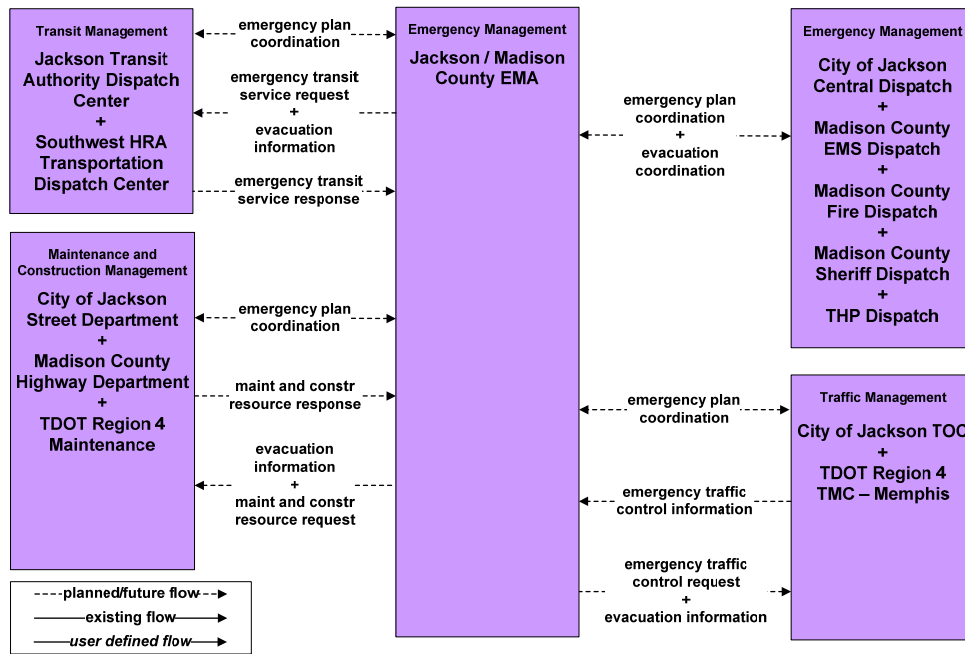 Transit Management
Jackson Transit
Authority Dispatch
Center
+
Southwest HRA
Transportation
Dispatch Center
emergency plan
coordination
emergency transit
service request
+
evacuation
information
emergency transit
service response
Maintenance and
Construction Management
City of Jackson
Street Department
+
Madison County
Highway Department
+
TDOT Region 4
Maintenance
emergency plan
coordination
maint and constr
resource response
evacuation
information
+
maint and constr
resource request
Emergency Management
Jackson / Madison
County EMA
emergency plan
coordination
+
evacuation
coordination
Emergency Management
City of Jackson
Central Dispatch
+
Madison County
EMS Dispatch
+
Madison County
Fire Dispatch
+
Madison County
Sheriff Dispatch
+
THP Dispatch
emergency plan
coordination
emergency traffic
control information
emergency traffic
control request
+
evacuation information
Traffic Management
City of Jackson TOC
+
TDOT Region 4
TMC – Memphis
planned/future flow
existing flow
user defined flow